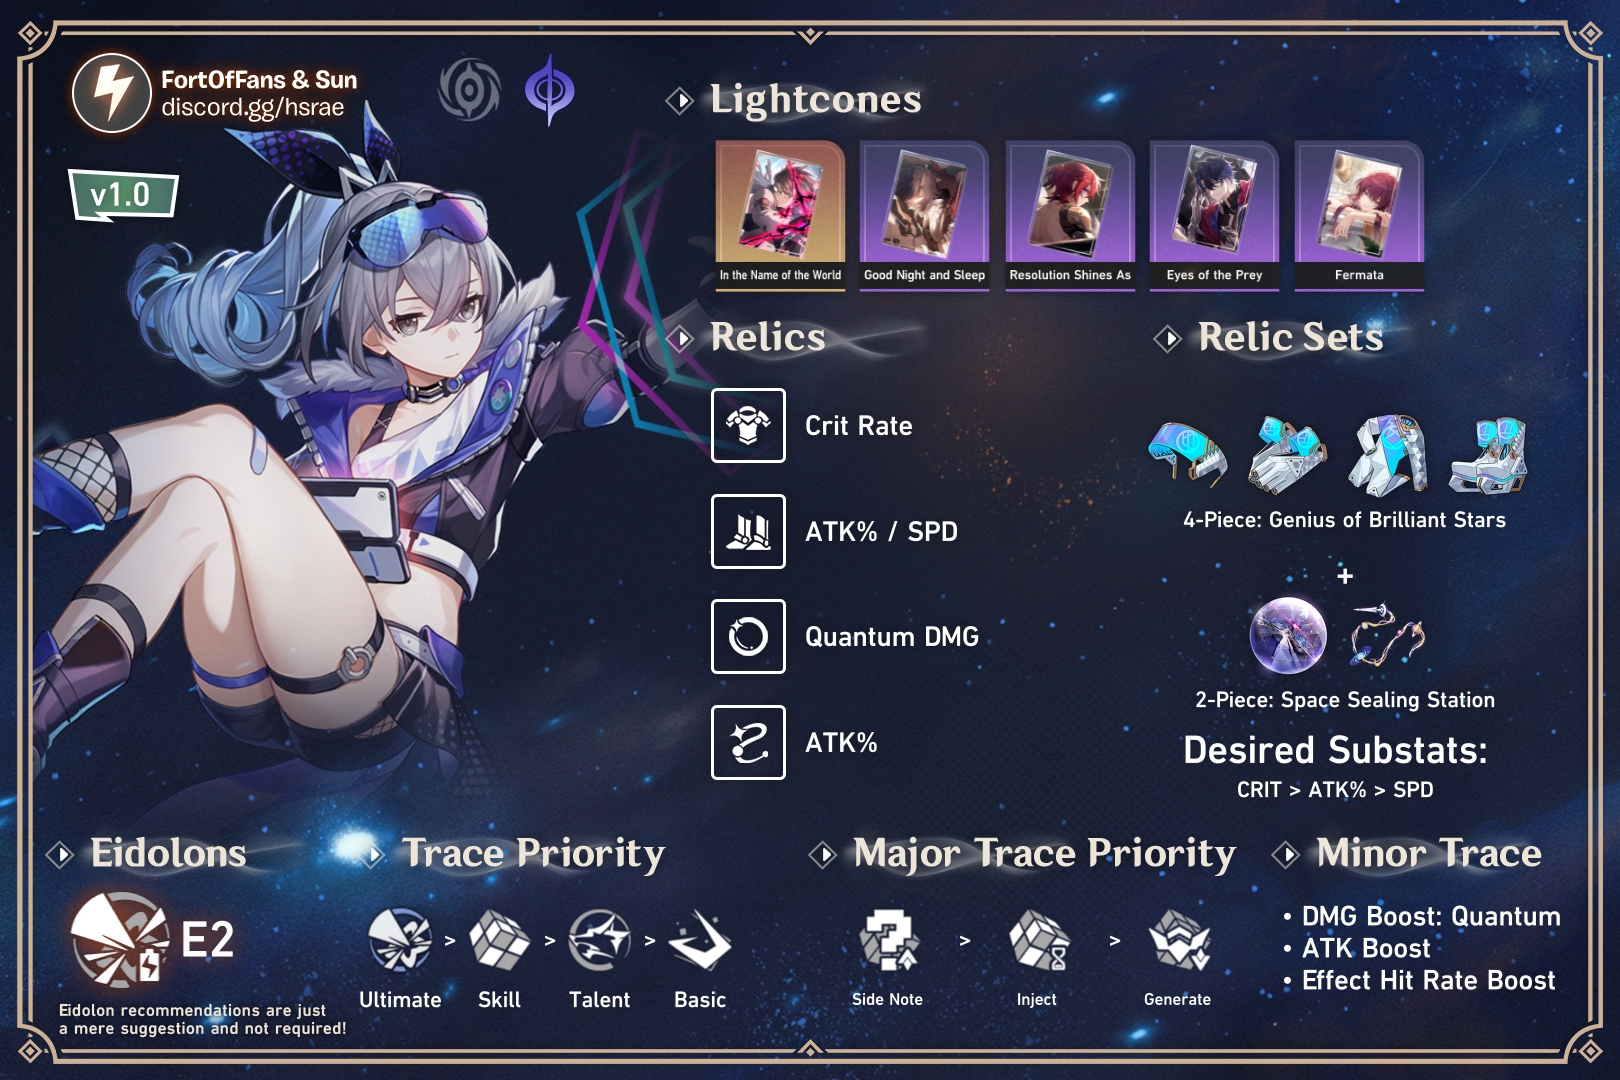 FortOfFans & Sun
discord.gg/hsrae
v1.0
Lightcones
In the Name of the World
Good Night and Sleep
Resolution Shines As
Eyes of the Prey
Fermata
Relics
Crit Rate
ATK% / SPD
Quantum DMG
ATK%
Relic Sets
4-Piece: Genius of Brilliant Stars
+
2-Piece: Space Sealing Station
Desired Substats:
CRIT > ATK% > SPD
Eidolons
E2
Eidolon recommendations are just
a mere suggestion and not required!
Trace Priority
> > >
Ultimate Skill Talent Basic
Major Trace Priority
> >
Side Note Inject Generate
Minor Trace
• DMG Boost: Quantum
• ATK Boost
• Effect Hit Rate Boost